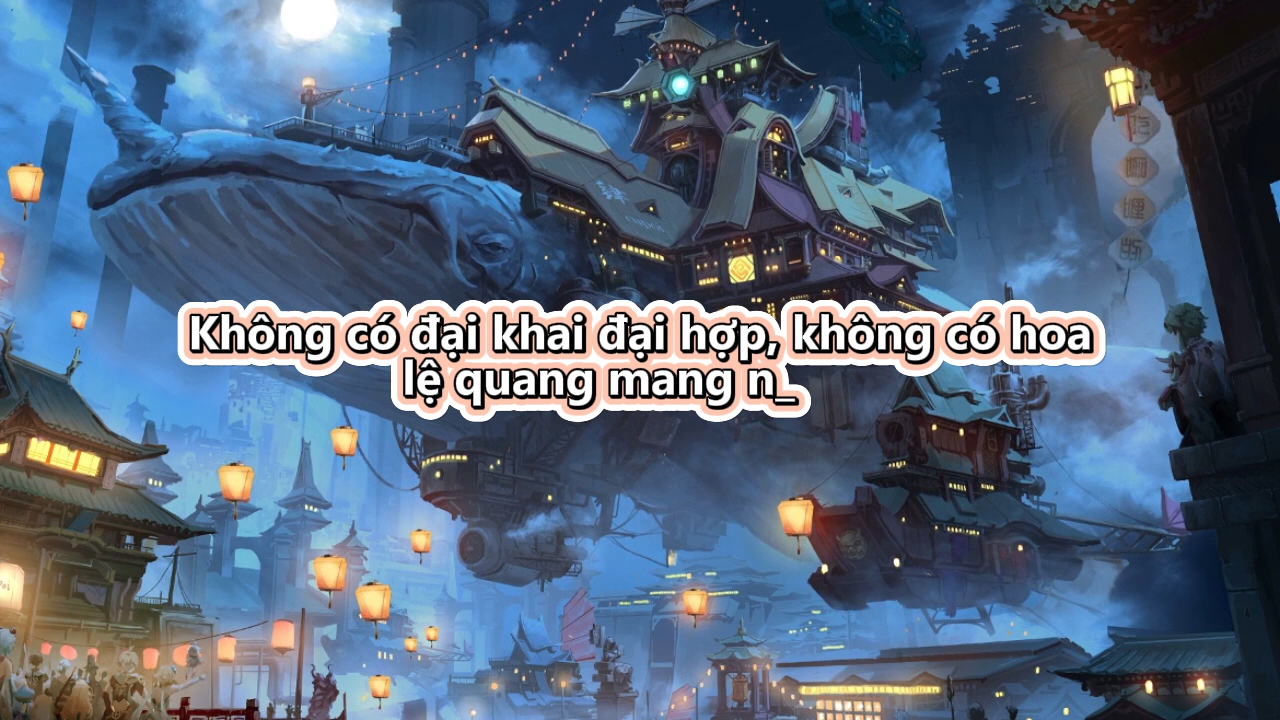 Không có đại khai đại hợp, không có hoa
lệ quang mang n_